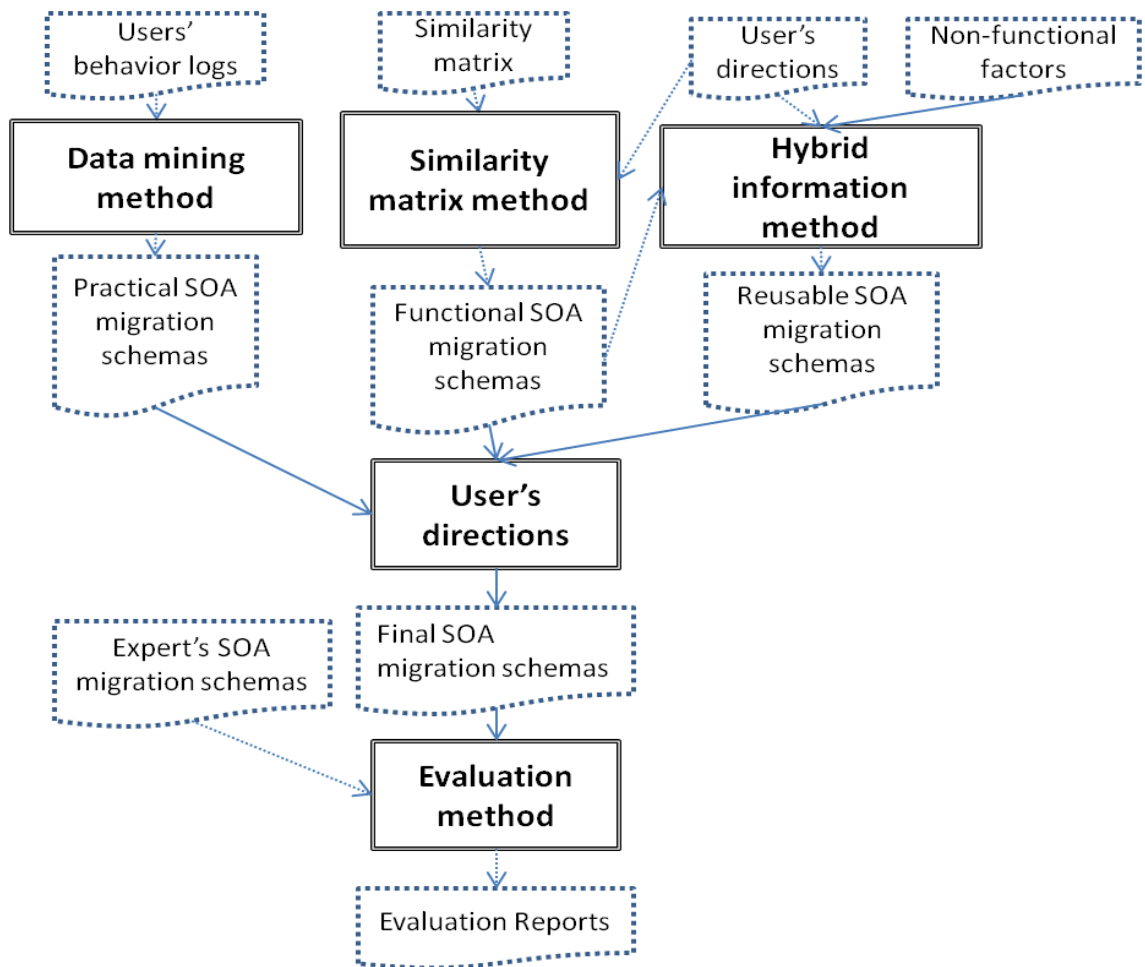 Users'
behavior logs
Similarity
matrix
User's
directions
Non-functional
factors
Data mining
method
Similarity
matrix method
Hybrid
information
method
Practical SOA
migration
schemas
Functional SOA
migration
schemas
Reusable SOA
migration
schemas
User's
directions
Expert's SOA
migration schemas
Final SOA
migration schemas
Evaluation
method
Evaluation Reports